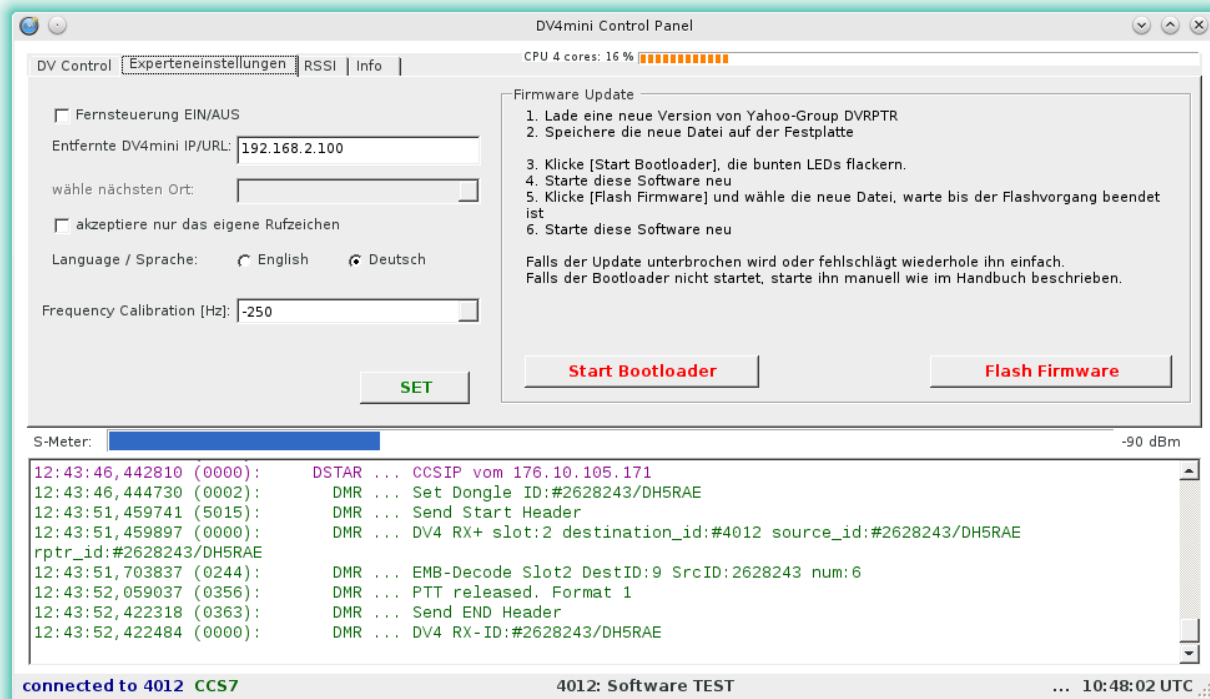 DV4mini Control Panel
DV Control Experteneinstellungen RSSI Info
CPU 4 cores: 16 %
Fernsteuerung EIN/AUS
Entfernte DV4mini IP/URL: 192.168.2.100
wähle nächsten Ort:
akzeptiere nur das eigene Rufzeichen
Language / Sprache: English Deutsch
Frequency Calibration [Hz]: -250
SET
Firmware Update
1. Lade eine neue Version von Yahoo-Group DVRPTR
2. Speichere die neue Datei auf der Festplatte
3. Klicke [Start Bootloader], die bunten LEDs flackern.
4. Starte diese Software neu
5. Klicke [Flash Firmware] und wähle die neue Datei, warte bis der Flashvorgang beendet
ist
6. Starte diese Software neu
Falls der Update unterbrochen wird oder fehlschlägt wiederhole ihn einfach.
Falls der Bootloader nicht startet, starte ihn manuell wie im Handbuch beschrieben.
Start Bootloader Flash Firmware
S-Meter: -90 dBm
12:43:46,442810 (0000): DSTAR ... CCSIP vom 176.10.105.171
12:43:46,444730 (0002): DMR ... Set Dongle ID:#2628243/DH5RAE
12:43:51,459741 (5015): DMR ... Send Start Header
12:43:51,459897 (0000): DMR ... DV4 RX+ slot:2 destination_id:#4012 source_id:#2628243/DH5RAE
rptr_id:#2628243/DH5RAE
12:43:51,703837 (0244): DMR ... EMB-Decode Slot2 DestID:9 SrcID:2628243 num:6
12:43:52,059037 (0356): DMR ... PTT released. Format 1
12:43:52,422318 (0363): DMR ... Send END Header
12:43:52,422484 (0000): DMR ... DV4 RX-ID:#2628243/DH5RAE
connected to 4012 CCS7 4012: Software TEST ... 10:48:02 UTC